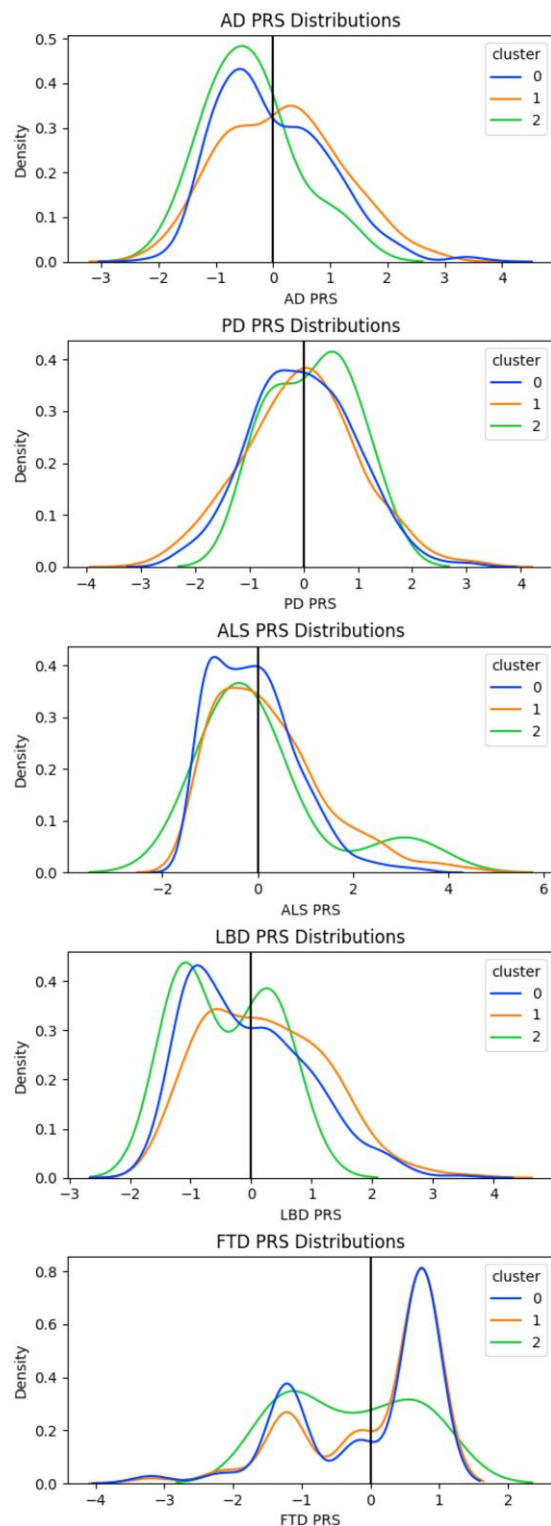 AD PRS Distributions
0.5
0.4
0.3
0.2
0.1
0.0
Density
cluster
0
1
2
−3 −2 −1 0 1 2 3 4
AD PRS
PD PRS Distributions
0.4
0.3
0.2
0.1
0.0
Density
cluster
0
1
2
−4 −3 −2 −1 0 1 2 3 4
PD PRS
ALS PRS Distributions
0.4
0.3
0.2
0.1
0.0
Density
cluster
0
1
2
−2 0 2 4 6
ALS PRS
LBD PRS Distributions
0.4
0.3
0.2
0.1
0.0
Density
cluster
0
1
2
−3 −2 −1 0 1 2 3 4
LBD PRS
FTD PRS Distributions
0.8
0.6
0.4
0.2
0.0
Density
cluster
0
1
2
−4 −3 −2 −1 0 1 2
FTD PRS